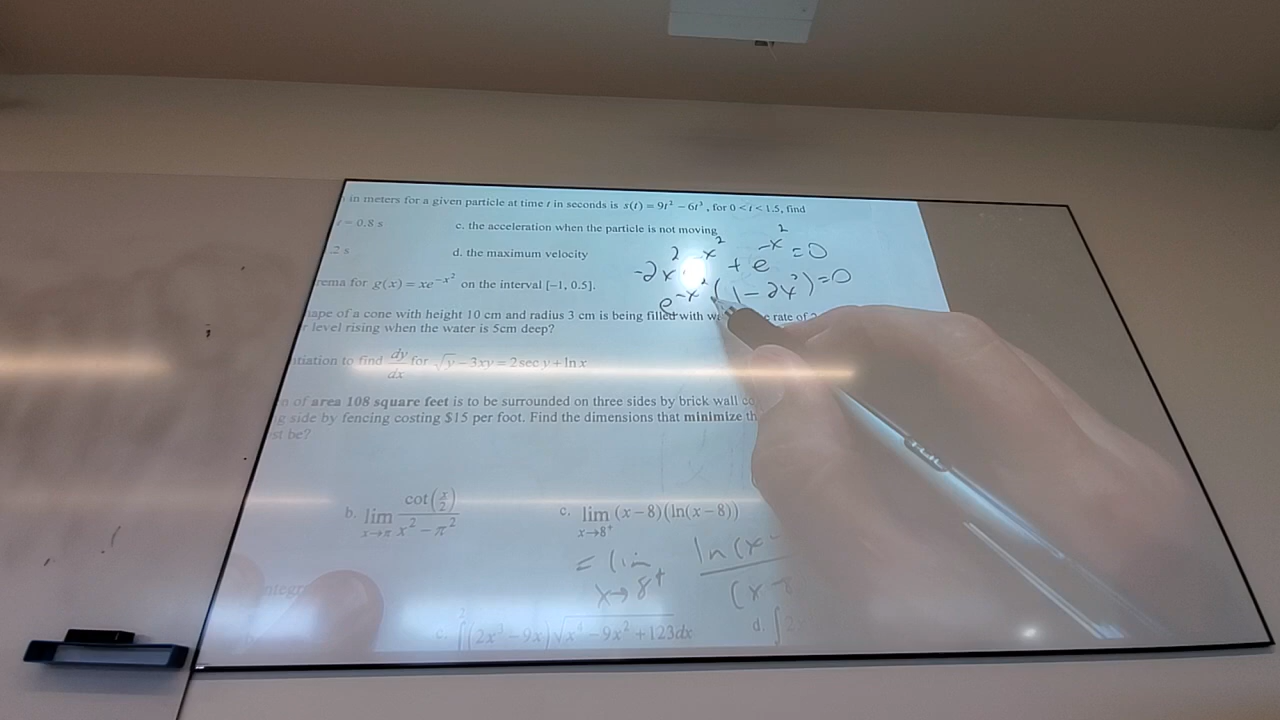 in meters for a given particle at time t in seconds is s(t) = 9t² − 6t³, for 0 < t < 1.5, find
= 0.8 s c. the acceleration when the particle is not moving
2 s d. the maximum velocity
-2x² e^-x² + e^-x² = 0
rema for g(x) = xe^−x² on the interval [−1, 0.5].
e^-x² (1 - 2x²) = 0
ape of a cone with height 10 cm and radius 3 cm is being filled with rate of
r level rising when the water is 5cm deep?
tiation to find dy/dx for √y − 3xy = 2 sec y + ln x
of area 108 square feet is to be surrounded on three sides by brick wall
g side by fencing costing $15 per foot. Find the dimensions that minimize
st be?
b. lim x→π cot(x/2) / x² − π² c. lim x→8⁺ (x − 8)(ln(x − 8))
= lim x→8⁺ ln(x - / (x - 8
ntegr
c. ∫ (2x³ − 9x)√x⁴ − 9x² + 123 dx d. ∫ 2